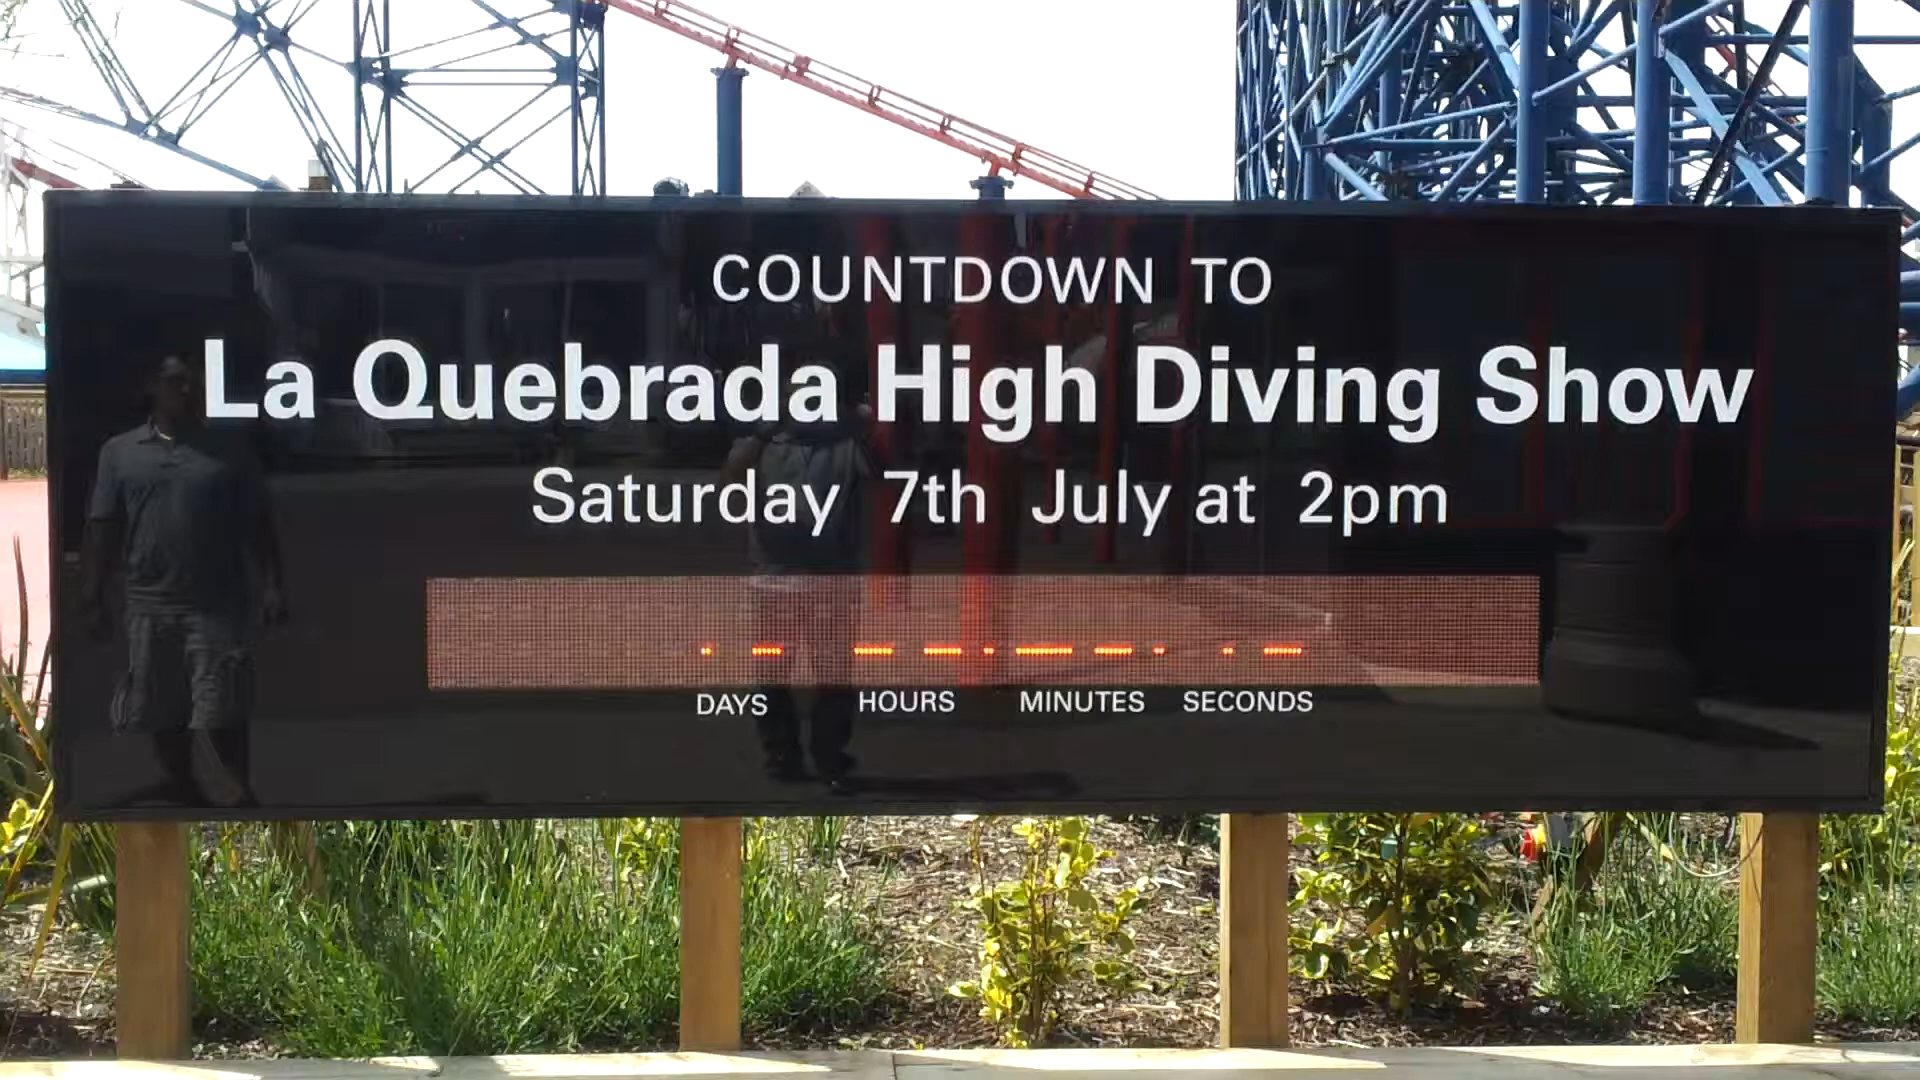 COUNTDOWN TO
La Quebrada High Diving Show
Saturday 7th July at 2pm
DAYS HOURS MINUTES SECONDS